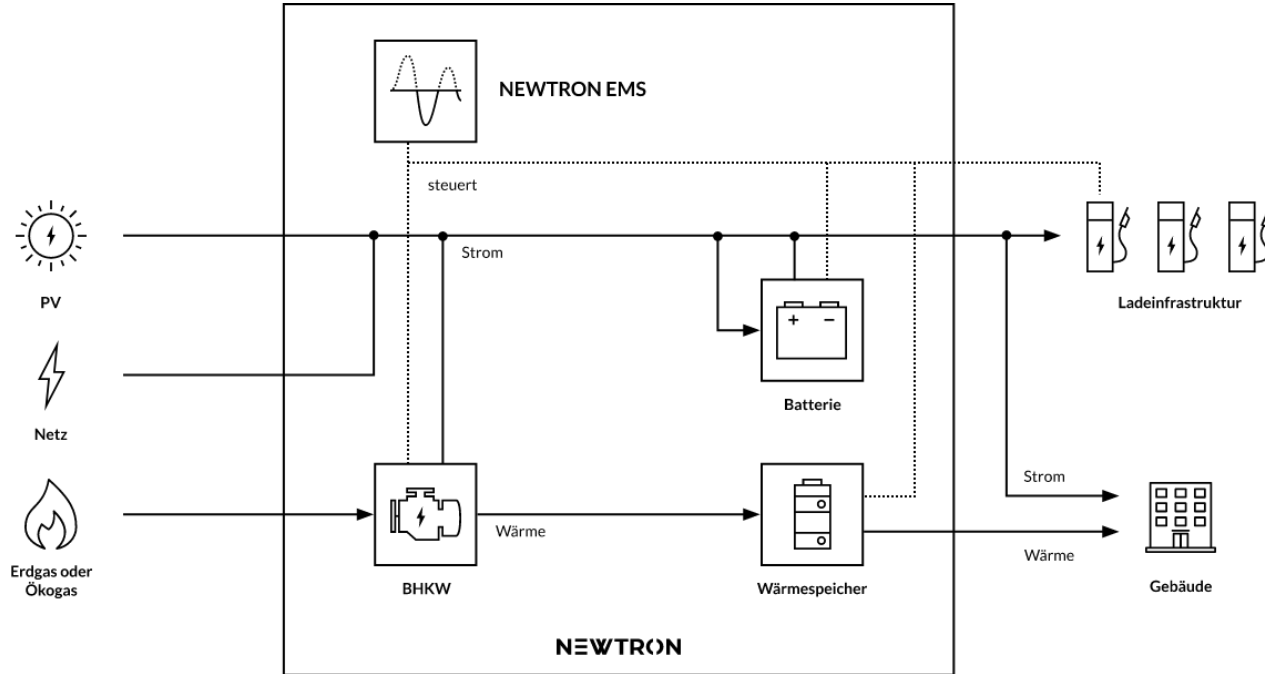 NEWTRON EMS
steuert
Strom
PV
Ladeinfrastruktur
+ −
Batterie
Netz
Strom
Wärme
Wärme
Erdgas oder
Ökogas
BHKW
Wärmespeicher
Gebäude
NEWTRON